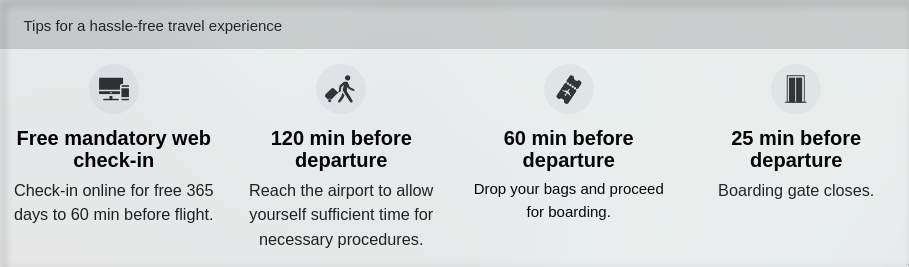 Tips for a hassle-free travel experience
Free mandatory web
check-in
Check-in online for free 365
days to 60 min before flight.
120 min before
departure
Reach the airport to allow
yourself sufficient time for
necessary procedures.
60 min before
departure
Drop your bags and proceed
for boarding.
25 min before
departure
Boarding gate closes.